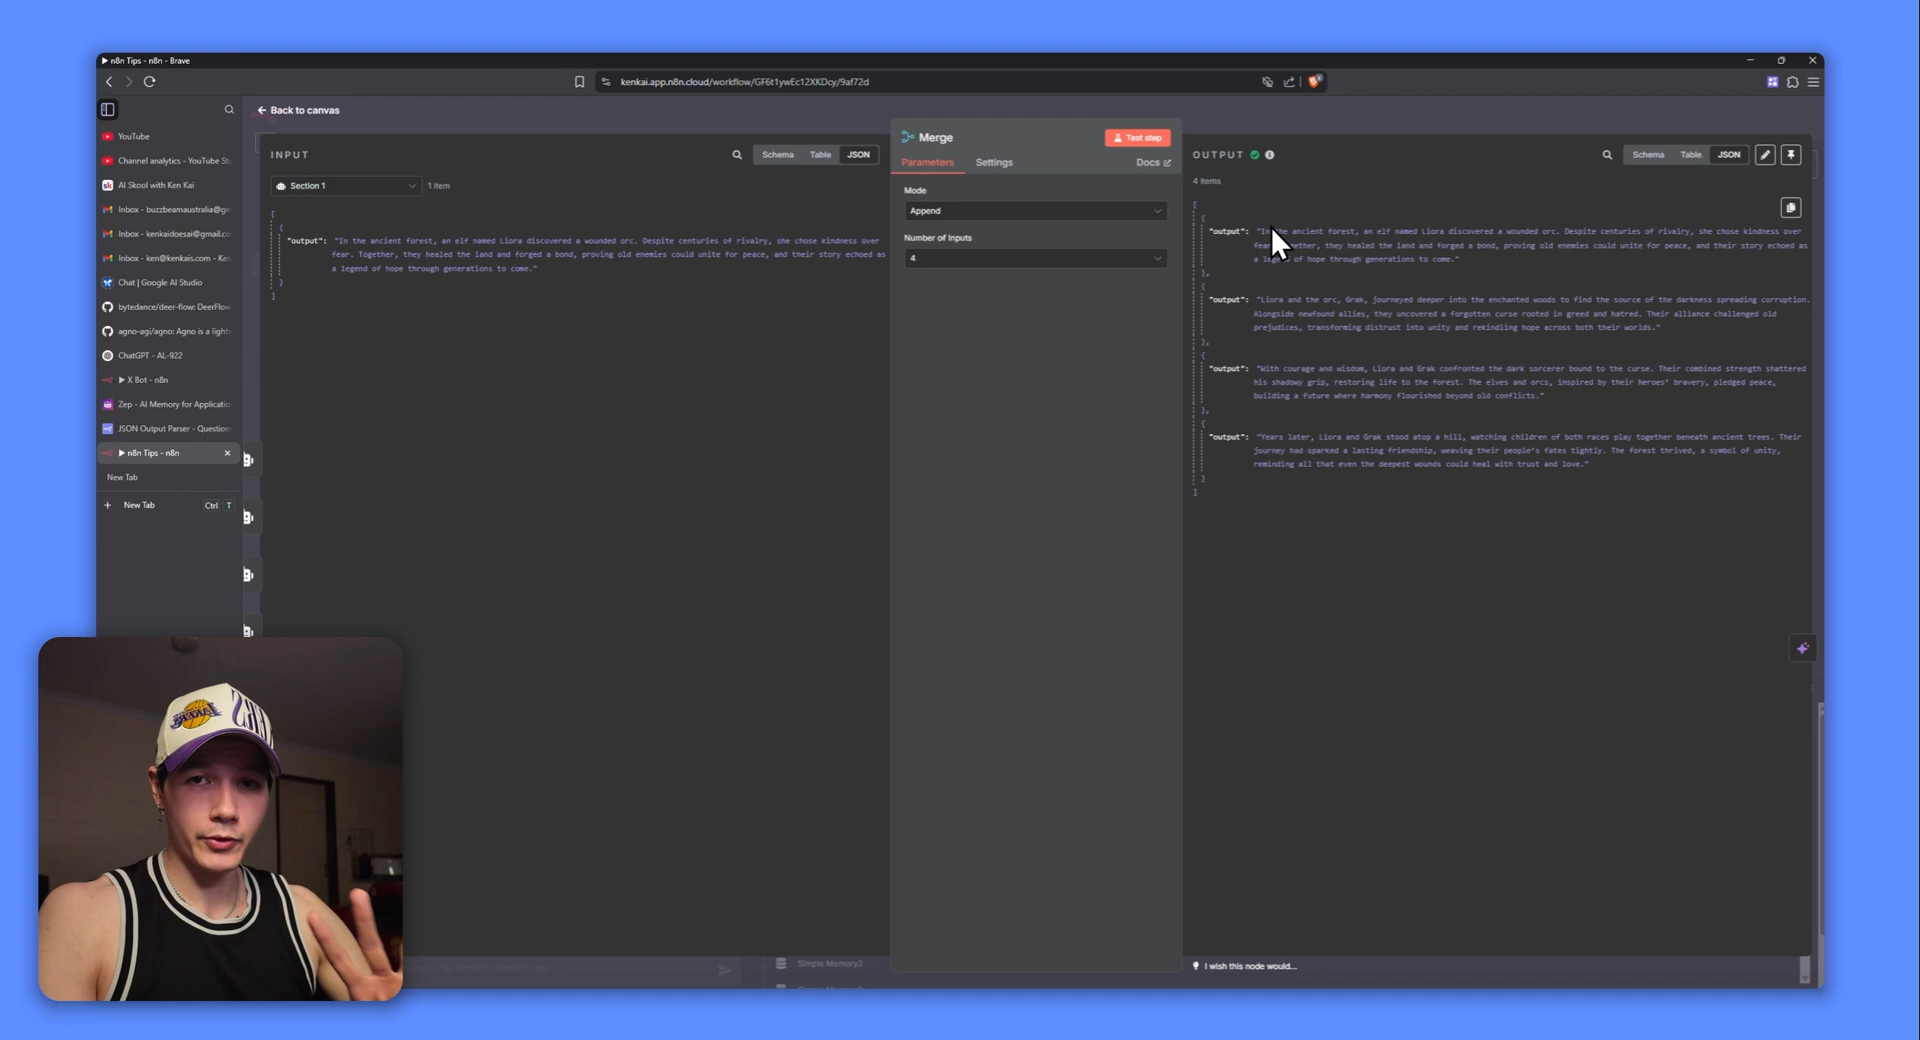 n8n Tips - n8n - Brave
kenkai.app.n8n.cloud/workflow/GF6t1ywEc12XKDcy/9af72d
YouTube
Channel analytics - YouTube St
AI Skool with Ken Kai
Inbox - buzzbeamaustralia@gm
Inbox - kenkaidoesai@gmail.co
Inbox - ken@kenkais.com - Ken
Chat | Google AI Studio
bytedance/deer-flow: DeerFlow
agno-agi/agno: Agno is a light
ChatGPT - AL-922
X Bot - n8n
Zep - AI Memory for Applicatio
JSON Output Parser - Question
n8n Tips - n8n
New Tab
New Tab Ctrl T
Back to canvas
INPUT
Schema Table JSON
Section 1
1 item
[
{
"output": "In the ancient forest, an elf named Liora discovered a wounded orc. Despite centuries of rivalry, she chose kindness over
fear. Together, they healed the land and forged a bond, proving old enemies could unite for peace, and their story echoed as
a legend of hope through generations to come."
}
]
Merge
Test step
Parameters Settings Docs
Mode
Append
Number of Inputs
4
OUTPUT
Schema Table JSON
4 items
[
{
"output": "In the ancient forest, an elf named Liora discovered a wounded orc. Despite centuries of rivalry, she chose kindness over
they healed the land and forged a bond, proving old enemies could unite for peace, and their story echoed as
a legend of hope through generations to come."
},
{
"output": "Liora and the orc, Grak, journeyed deeper into the enchanted woods to find the source of the darkness spreading corruption.
Alongside newfound allies, they uncovered a forgotten curse rooted in greed and hatred. Their alliance challenged old
prejudices, transforming distrust into unity and rekindling hope across both their worlds."
},
{
"output": "With courage and wisdom, Liora and Grak confronted the dark sorcerer bound to the curse. Their combined strength shattered
his shadowy grip, restoring life to the forest. The elves and orcs, inspired by their heroes' bravery, pledged peace,
building a future where harmony flourished beyond old conflicts."
},
{
"output": "Years later, Liora and Grak stood atop a hill, watching children of both races play together beneath ancient trees. Their
journey had sparked a lasting friendship, weaving their people's fates tightly. The forest thrived, a symbol of unity,
reminding all that even the deepest wounds could heal with trust and love."
}
]
Simple Memory2
I wish this node would...